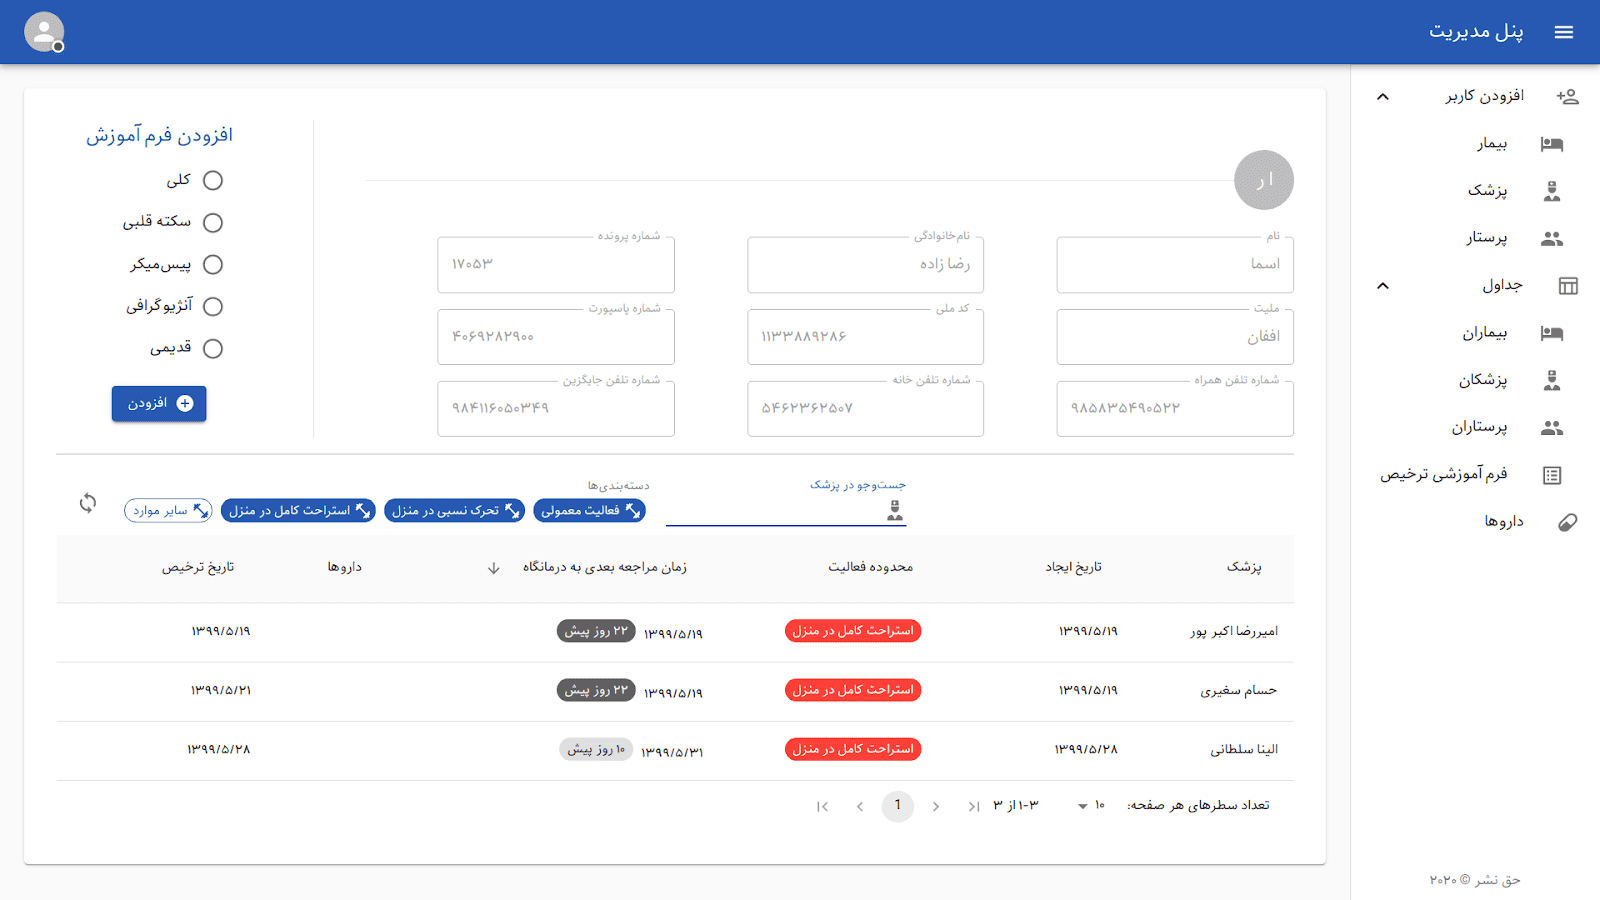 پنل مدیریت
افزودن کاربر
بیمار
پزشک
پرستار
جداول
بیماران
پزشکان
پرستاران
فرم آموزشی ترخیص
داروها
حق نشر © ۲۰۲۰
ا ر
نام
اسما
نام‌خانوادگی
رضا زاده
شماره پرونده
۱۷۰۵۳
ملیت
افغان
کد ملی
۱۱۳۳۸۸۹۲۸۶
شماره پاسپورت
۴۰۶۹۲۸۲۹۰۰
شماره تلفن همراه
۹۸۵۸۳۵۴۹۰۵۲۲
شماره تلفن خانه
۵۴۶۲۳۶۲۵۰۷
شماره تلفن جایگزین
۹۸۴۱۱۶۰۵۰۳۴۹
افزودن فرم آموزش
کلی
سکته قلبی
پیس‌میکر
آنژیوگرافی
قدیمی
افزودن
جست‌وجو در پزشک
دسته‌بندی‌ها
فعالیت معمولی
تحرک نسبی در منزل
استراحت کامل در منزل
سایر موارد
پزشک تاریخ ایجاد محدوده فعالیت زمان مراجعه بعدی به درمانگاه داروها تاریخ ترخیص
امیررضا اکبر پور ۱۳۹۹/۵/۱۹ استراحت کامل در منزل ۱۳۹۹/۵/۱۹ ۲۲ روز پیش ۱۳۹۹/۵/۱۹
حسام سغیری ۱۳۹۹/۵/۱۹ استراحت کامل در منزل ۱۳۹۹/۵/۱۹ ۲۲ روز پیش ۱۳۹۹/۵/۲۱
الینا سلطانی ۱۳۹۹/۵/۲۸ استراحت کامل در منزل ۱۳۹۹/۵/۳۱ ۱۰ روز پیش ۱۳۹۹/۵/۲۸
تعداد سطرهای هر صفحه: ۱۰ ۱-۳ از ۳ 1